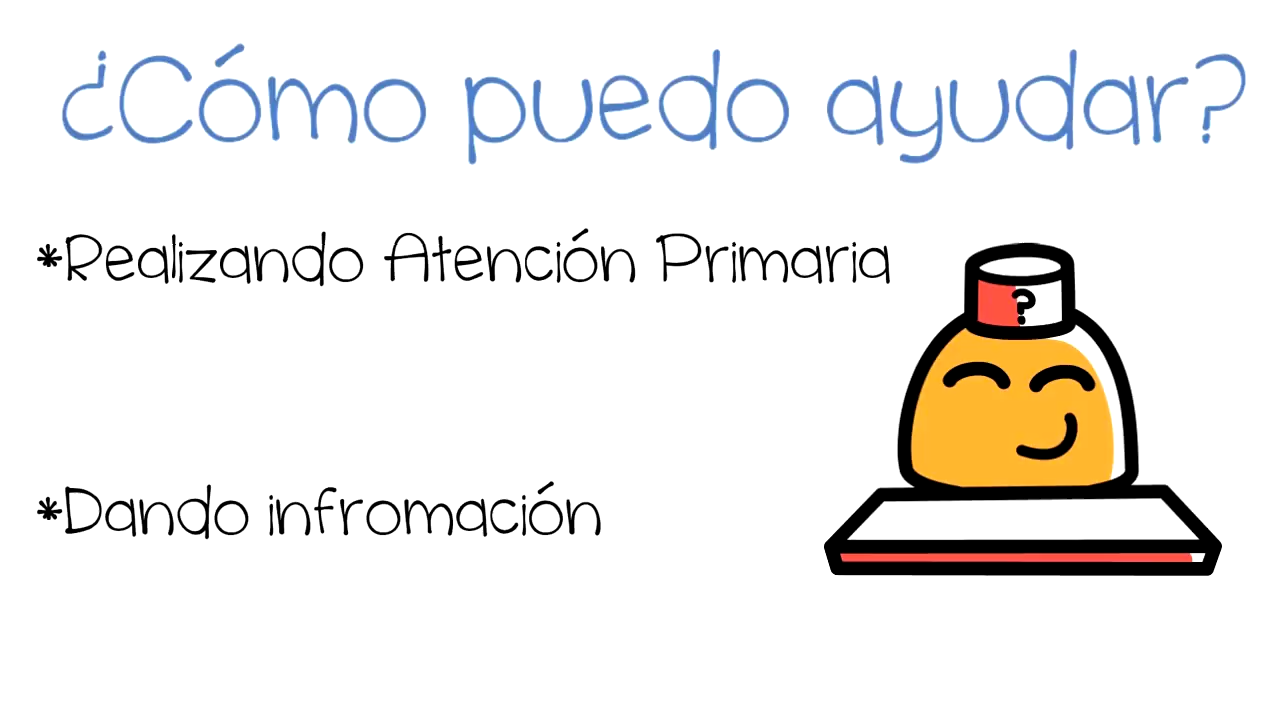 ¿Cómo puedo ayudar?
*Realizando Atención Primaria
?
*Dando infromación